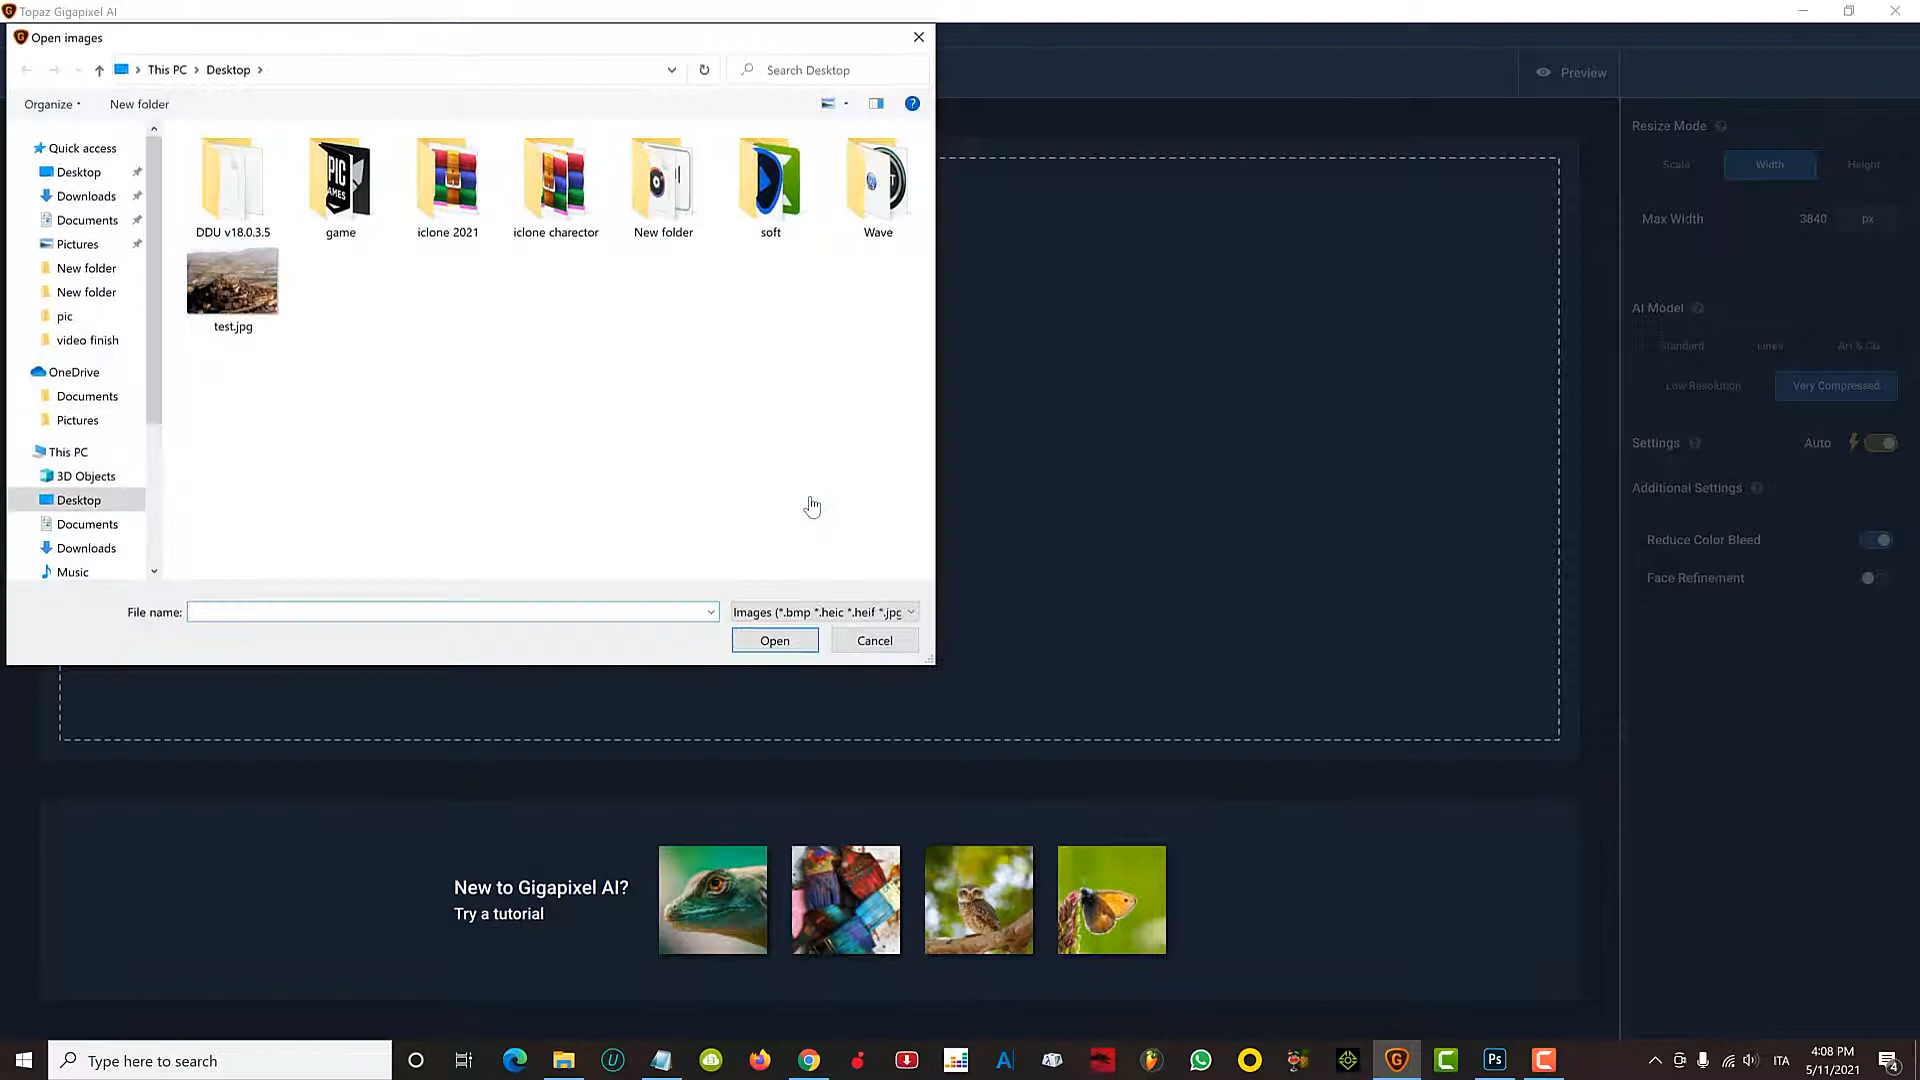 Topaz Gigapixel AI
Open images
This PC
Desktop
Search Desktop
Organize
New folder
Preview
Quick access
Desktop
Downloads
Documents
Pictures
New folder
New folder
pic
video finish
OneDrive
Documents
Pictures
This PC
3D Objects
Desktop
Documents
Downloads
Music
DDU v18.0.3.5
game
iclone 2021
iclone charector
New folder
soft
Wave
test.jpg
File name:
Images (*.bmp *.heic *.heif *.jpg
Open
Cancel
Resize Mode
Scale
Width
Height
Max Width
3840
px
AI Model
Standard
Lines
Art & CG
Low Resolution
Very Compressed
Settings
Auto
Additional Settings
Reduce Color Bleed
Face Refinement
New to Gigapixel AI?
Try a tutorial
Type here to search
ITA
4:08 PM
5/11/2021
4